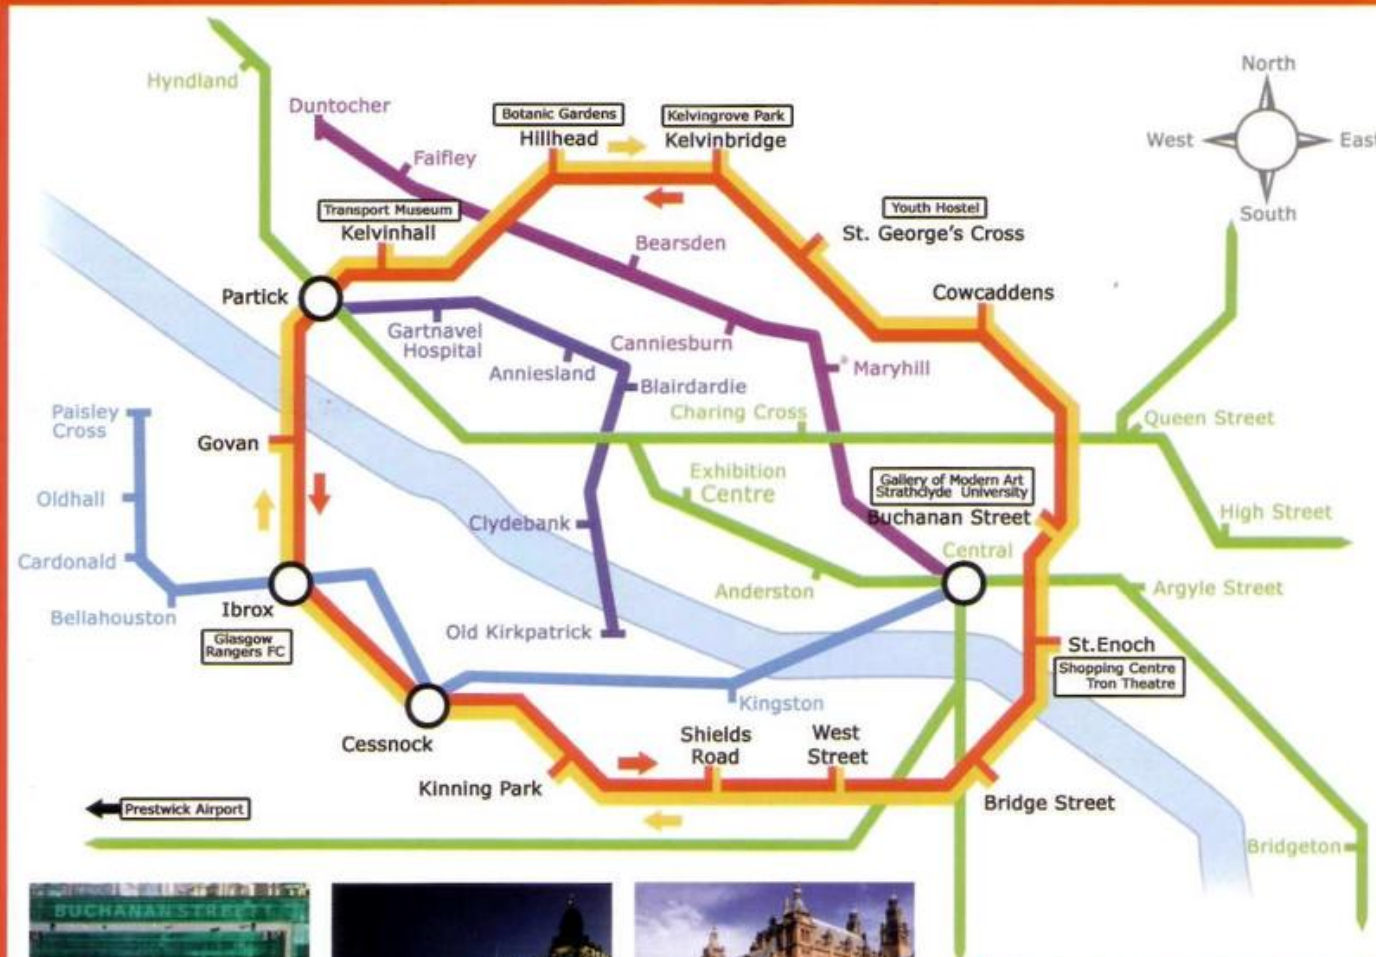 North
West
East
South
Hyndland
Duntocher
Faifley
Botanic Gardens
Hillhead
Kelvingrove Park
Kelvinbridge
Transport Museum
Kelvinhall
Youth Hostel
St. George's Cross
Bearsden
Partick
Cowcaddens
Gartnavel
Hospital
Canniesburn
Anniesland
Maryhill
Blairdardie
Charing Cross
Queen Street
Paisley
Cross
Govan
Exhibition
Centre
Gallery of Modern Art
Strathclyde University
Buchanan Street
Oldhall
High Street
Clydebank
Central
Cardonald
Anderston
Argyle Street
Bellahouston
Ibrox
Glasgow
Rangers FC
Old Kirkpatrick
St.Enoch
Shopping Centre
Tron Theatre
Kingston
Cessnock
Shields
Road
West
Street
Kinning Park
Bridge Street
Prestwick Airport
Bridgeton
BUCHANAN STREET